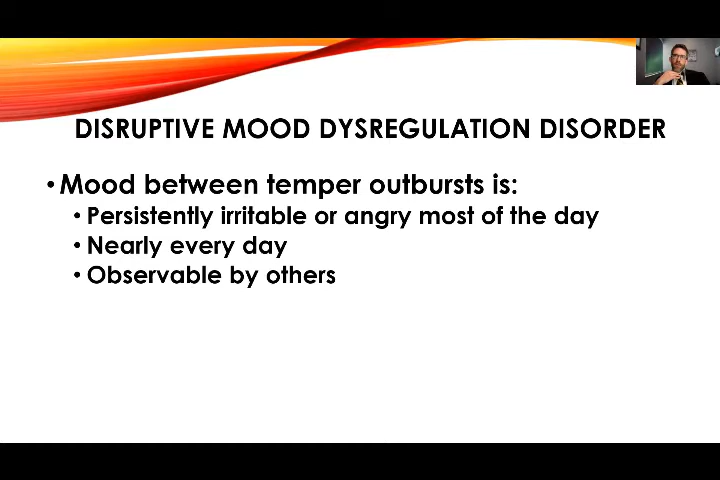 DISRUPTIVE MOOD DYSREGULATION DISORDER
• Mood between temper outbursts is:
• Persistently irritable or angry most of the day
• Nearly every day
• Observable by others